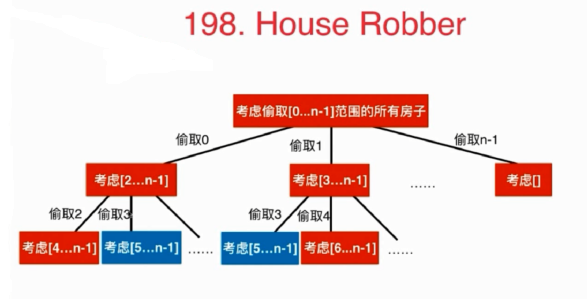 198. House Robber
考虑偷取[0...n-1]范围的所有房子
偷取0
偷取1
偷取n-1
考虑[2...n-1]
考虑[3...n-1]
......
考虑[]
偷取2
偷取3
偷取3
偷取4
考虑[4...n-1]
考虑[5...n-1]
......
考虑[5...n-1]
考虑[6...n-1]
......